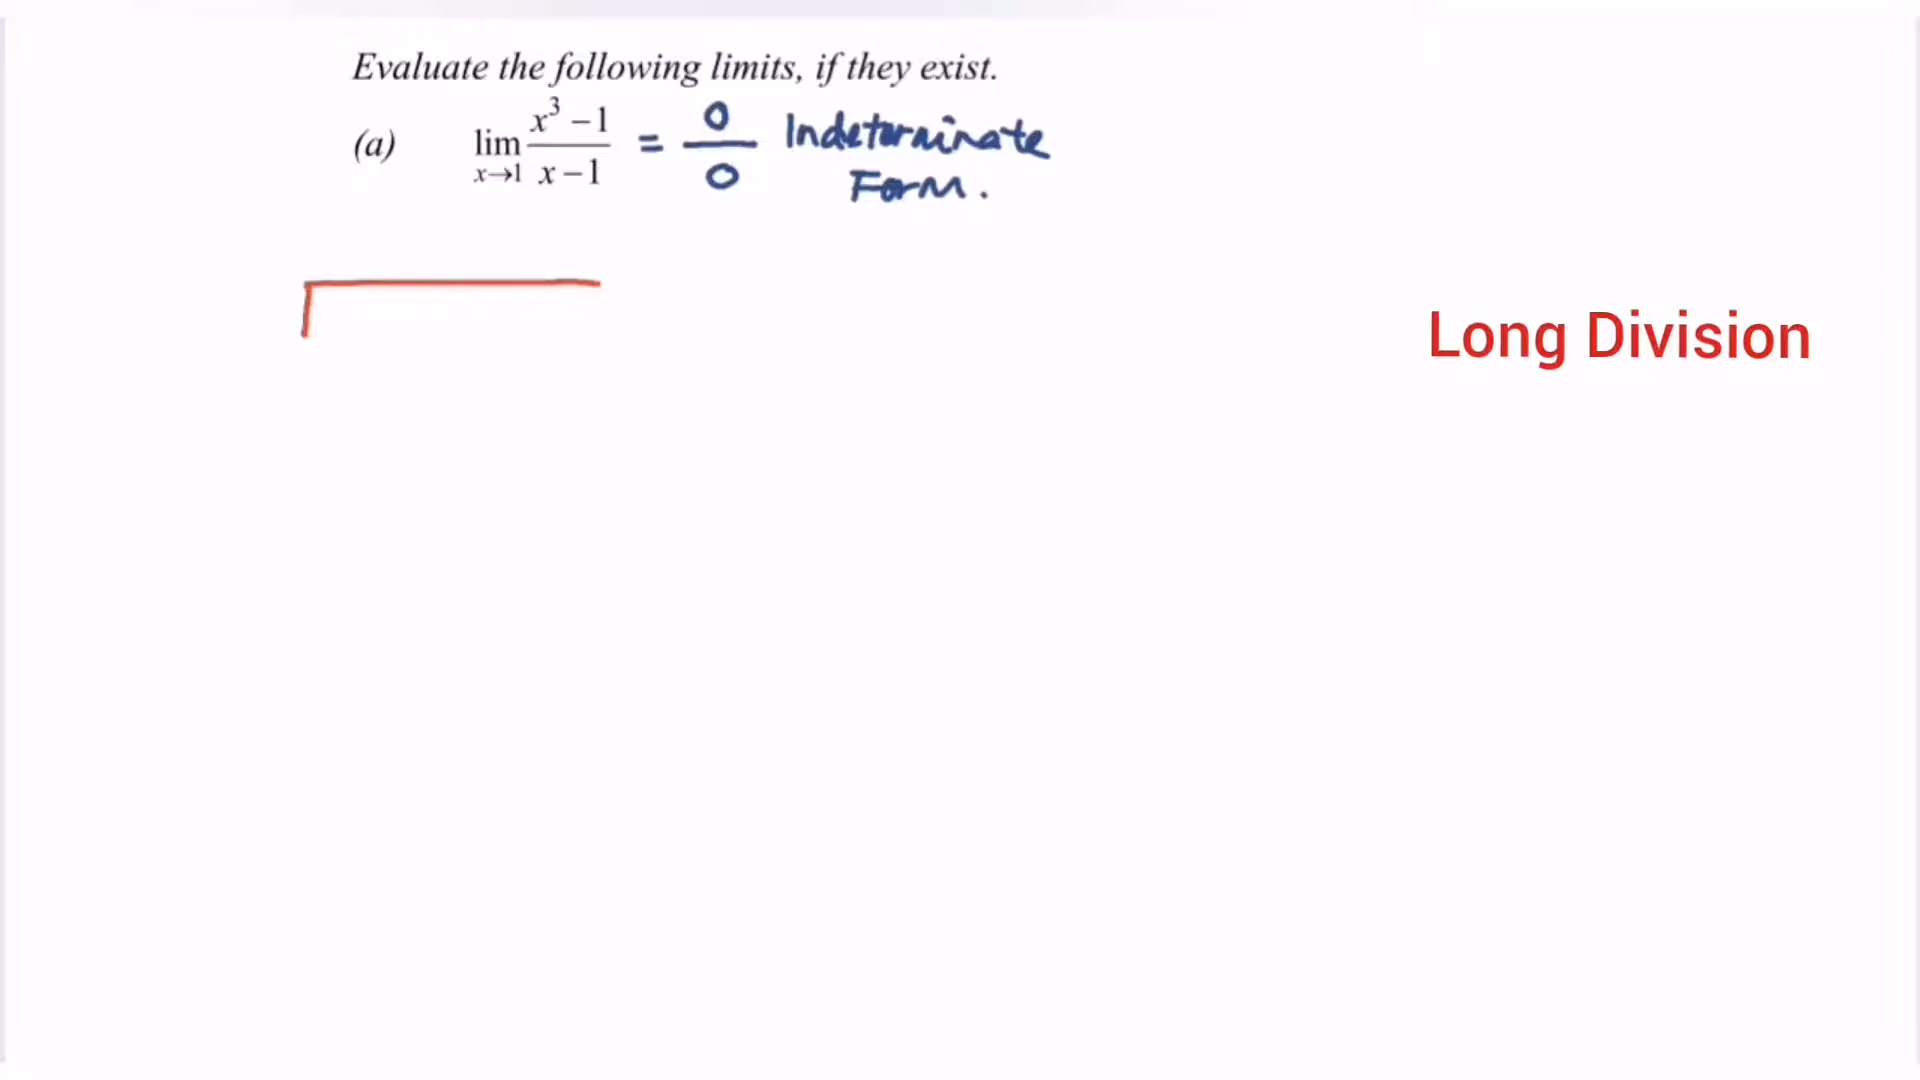 Evaluate the following limits, if they exist.
(a) lim x→1 x³ − 1 / x − 1 = 0 / 0 Indeterminate
Form.
Long Division